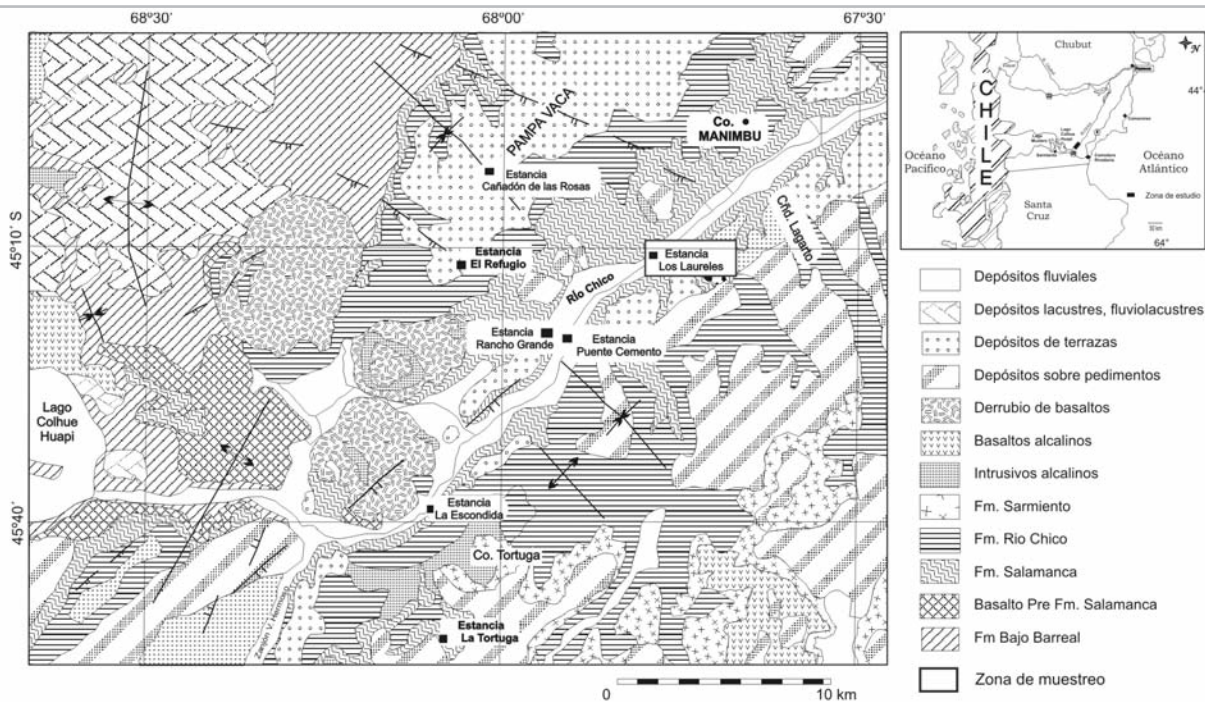 68º30'
68º00'
67º30'
45º10' S
45º40'
PAMPA VACA
Co.
MANIMBU
Estancia
Cañadón de las Rosas
Estancia
El Refugio
Cñd. Lagarto
Estancia
Los Laureles
Río Chico
Estancia
Rancho Grande
Estancia
Puente Cemento
Lago
Colhue
Huapi
Estancia
La Escondida
Co. Tortuga
Estancia
La Tortuga
0
10 km
Chubut
N
44º
CHILE
Océano
Pacífico
Océano
Atlántico
Sarmiento
Santa
Cruz
Zona de estudio
64º
Depósitos fluviales
Depósitos lacustres, fluviolacustres
Depósitos de terrazas
Depósitos sobre pedimentos
Derrubio de basaltos
Basaltos alcalinos
Intrusivos alcalinos
Fm. Sarmiento
Fm. Rio Chico
Fm. Salamanca
Basalto Pre Fm. Salamanca
Fm Bajo Barreal
Zona de muestreo